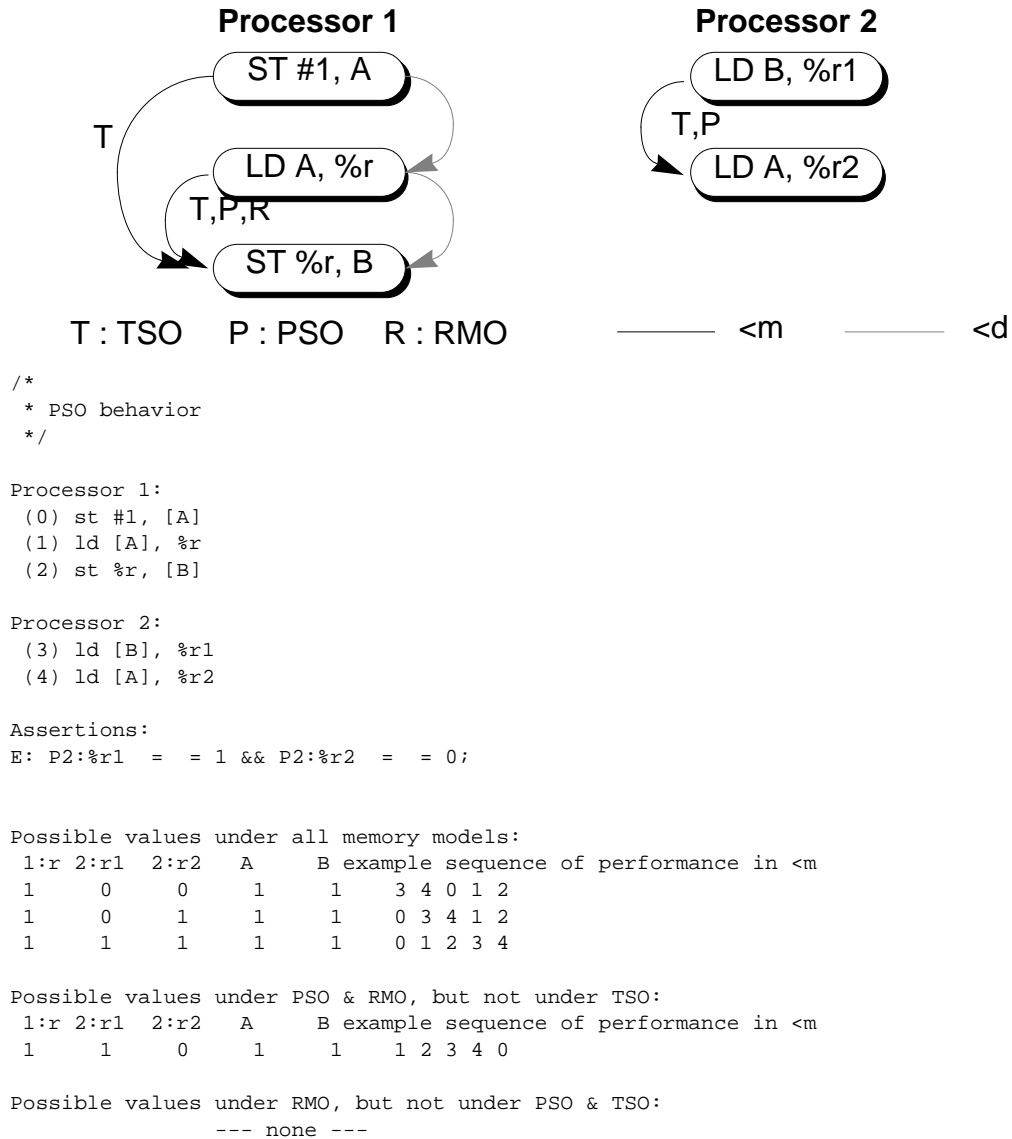 Processor 1 Processor 2
ST #1, A LD B, %r1
T T,P
LD A, %r LD A, %r2
T,P,R
ST %r, B
T : TSO P : PSO R : RMO <m <d
/*
 * PSO behavior
 */
Processor 1:
 (0) st #1, [A]
 (1) ld [A], %r
 (2) st %r, [B]
Processor 2:
 (3) ld [B], %r1
 (4) ld [A], %r2
Assertions:
E: P2:%r1 = = 1 && P2:%r2 = = 0;
Possible values under all memory models:
 1:r 2:r1 2:r2 A B example sequence of performance in <m
 1 0 0 1 1 3 4 0 1 2
 1 0 1 1 1 0 3 4 1 2
 1 1 1 1 1 0 1 2 3 4
Possible values under PSO & RMO, but not under TSO:
 1:r 2:r1 2:r2 A B example sequence of performance in <m
 1 1 0 1 1 1 2 3 4 0
Possible values under RMO, but not under PSO & TSO:
 --- none ---